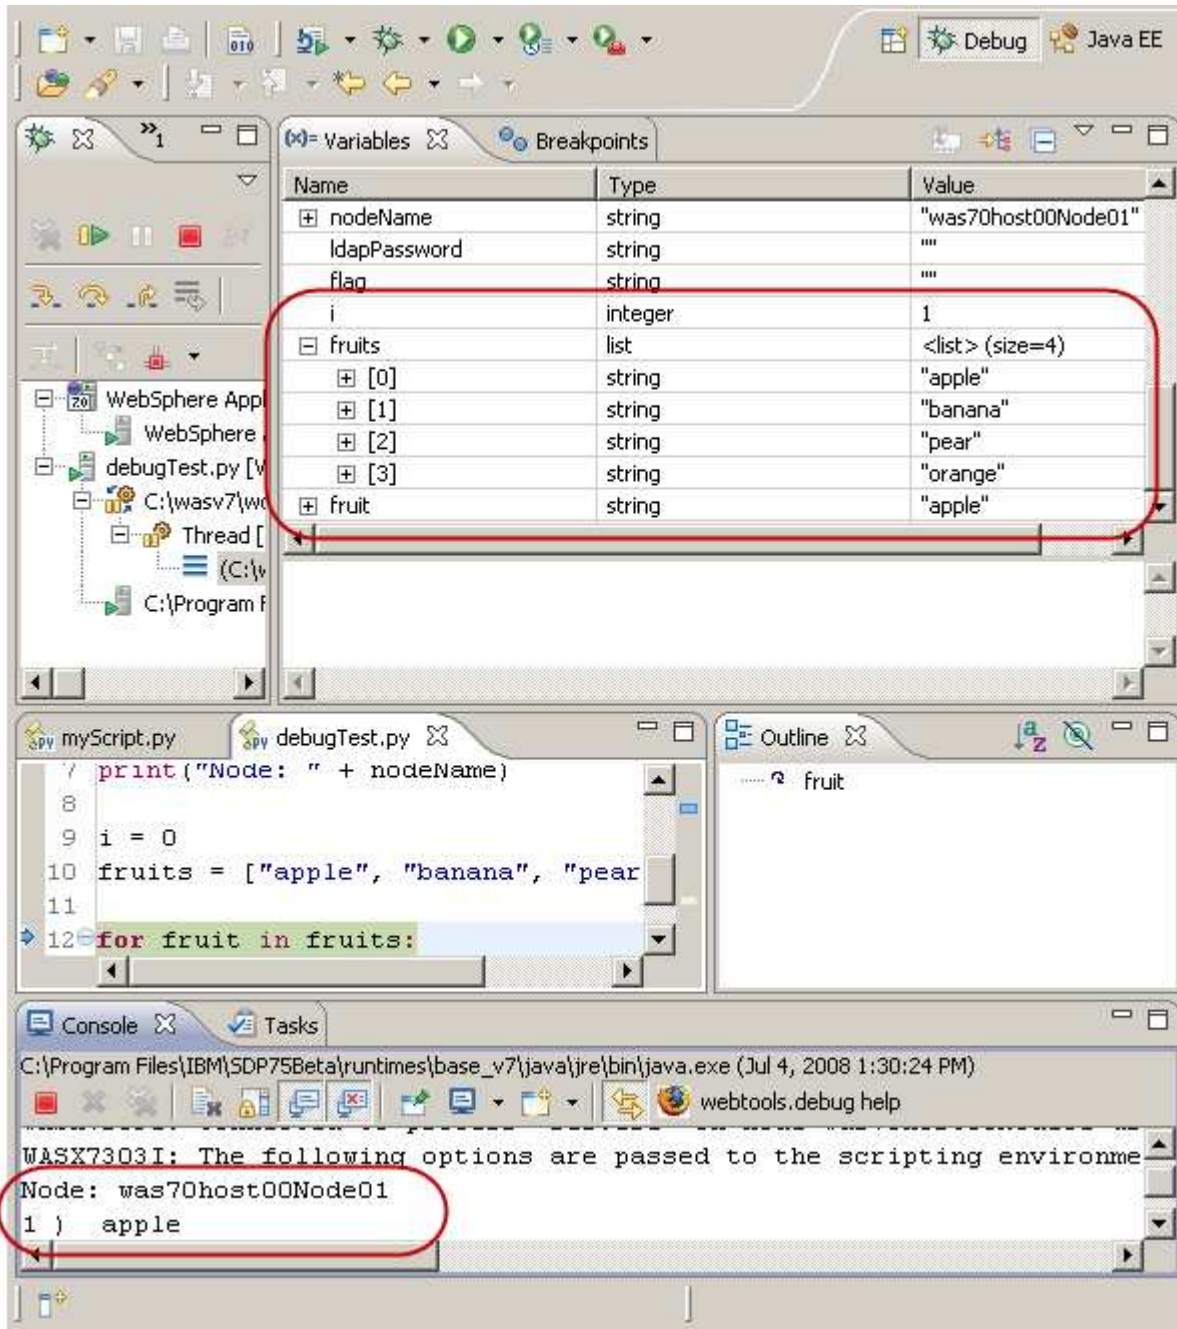 Debug Java EE
»1
(x)= Variables Breakpoints
Name Type Value
nodeName string "was70host00Node01"
ldapPassword string ""
flag string ""
i integer 1
fruits list <list> (size=4)
[0] string "apple"
[1] string "banana"
[2] string "pear"
[3] string "orange"
fruit string "apple"
WebSphere Appl
WebSphere
debugTest.py [W
C:\wasv7\wo
Thread [
(C:\w
C:\Program F
myScript.py debugTest.py
7 print("Node: " + nodeName)
8
9 i = 0
10 fruits = ["apple", "banana", "pear
11
12 for fruit in fruits:
Outline
fruit
Console Tasks
C:\Program Files\IBM\SDP75Beta\runtimes\base_v7\java\jre\bin\java.exe (Jul 4, 2008 1:30:24 PM)
webtools.debug help
WASX7303I: The following options are passed to the scripting environme
Node: was70host00Node01
1 ) apple